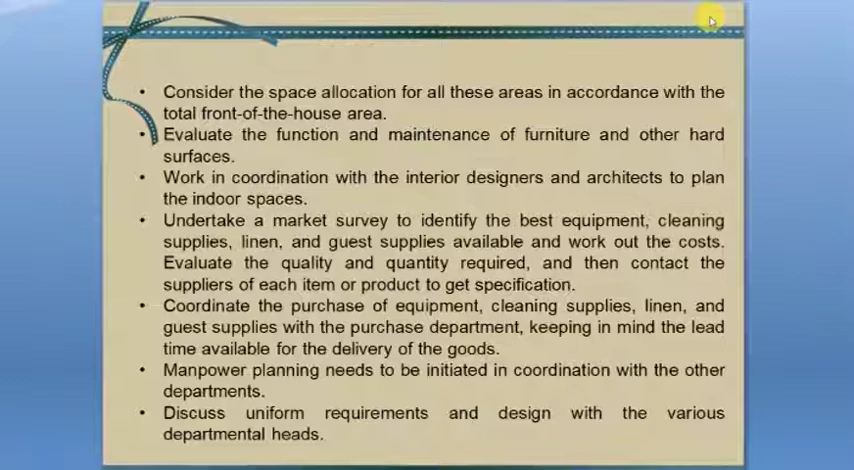 • Consider the space allocation for all these areas in accordance with the
total front-of-the-house area.
• Evaluate the function and maintenance of furniture and other hard
surfaces.
• Work in coordination with the interior designers and architects to plan
the indoor spaces.
• Undertake a market survey to identify the best equipment, cleaning
supplies, linen, and guest supplies available and work out the costs.
Evaluate the quality and quantity required, and then contact the
suppliers of each item or product to get specification.
• Coordinate the purchase of equipment, cleaning supplies, linen, and
guest supplies with the purchase department, keeping in mind the lead
time available for the delivery of the goods.
• Manpower planning needs to be initiated in coordination with the other
departments.
• Discuss uniform requirements and design with the various
departmental heads.